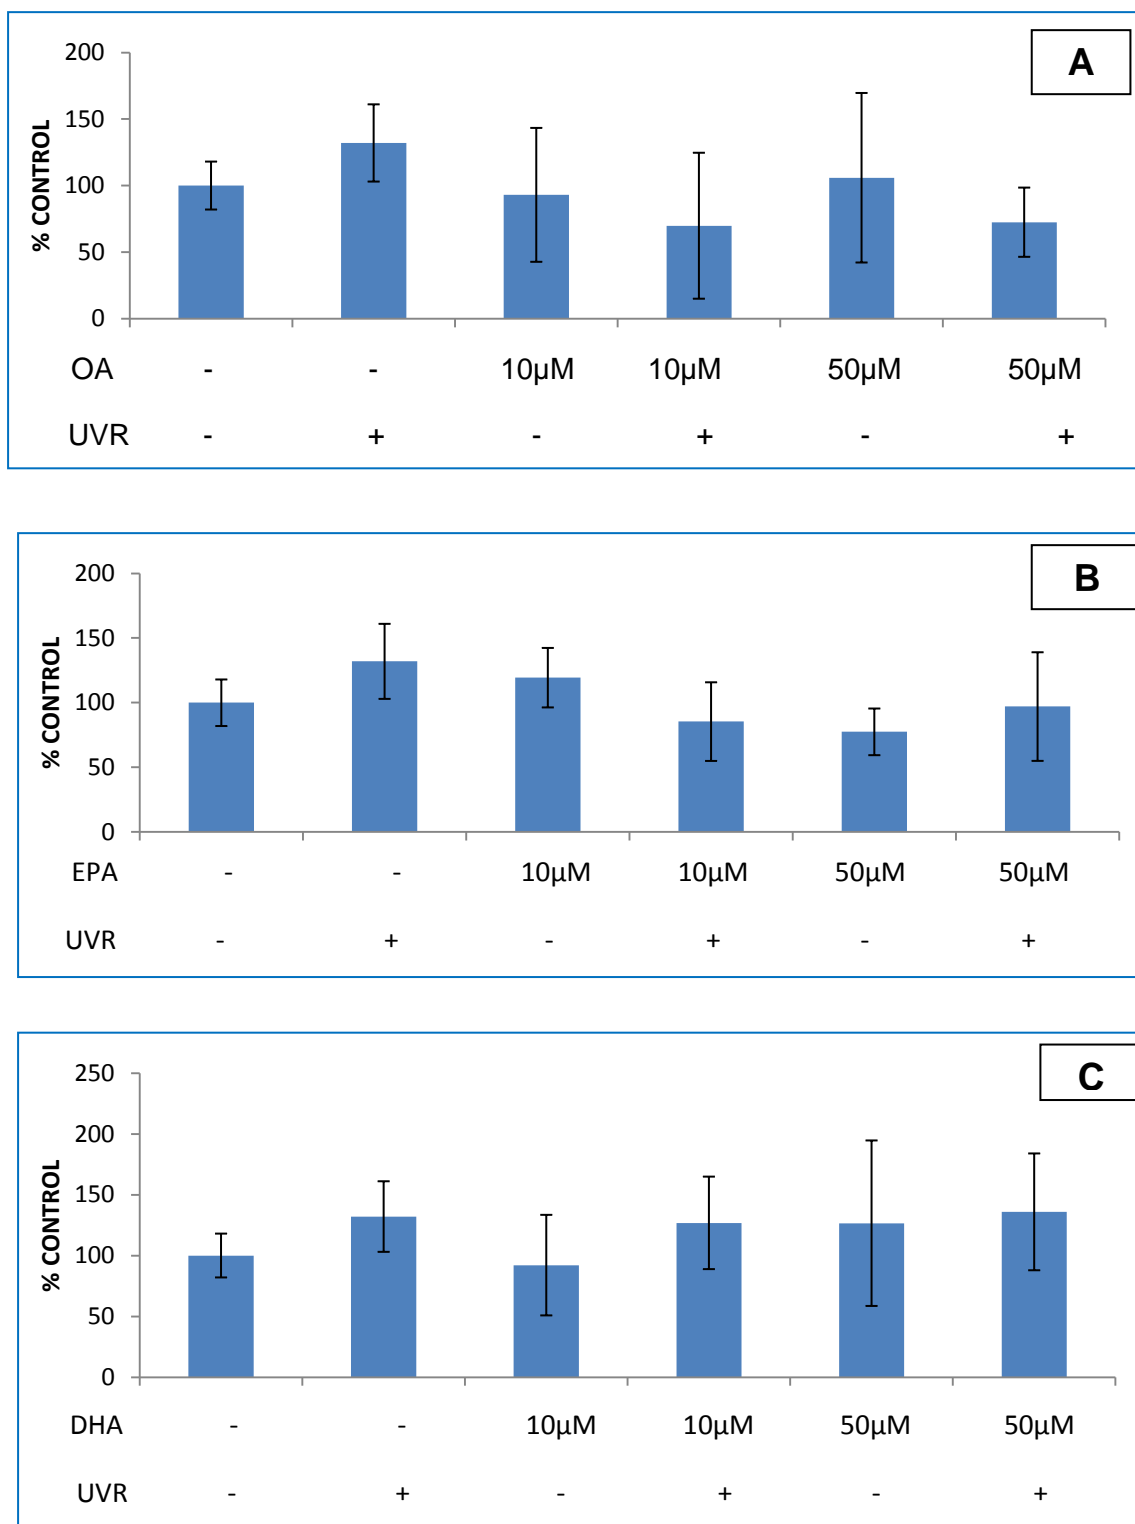 A
200
150
100
50
0
% CONTROL
OA - - 10µM 10µM 50µM 50µM
UVR - + - + - +
B
200
150
100
50
0
% CONTROL
EPA - - 10µM 10µM 50µM 50µM
UVR - + - + - +
C
250
200
150
100
50
0
% CONTROL
DHA - - 10µM 10µM 50µM 50µM
UVR - + - + - +